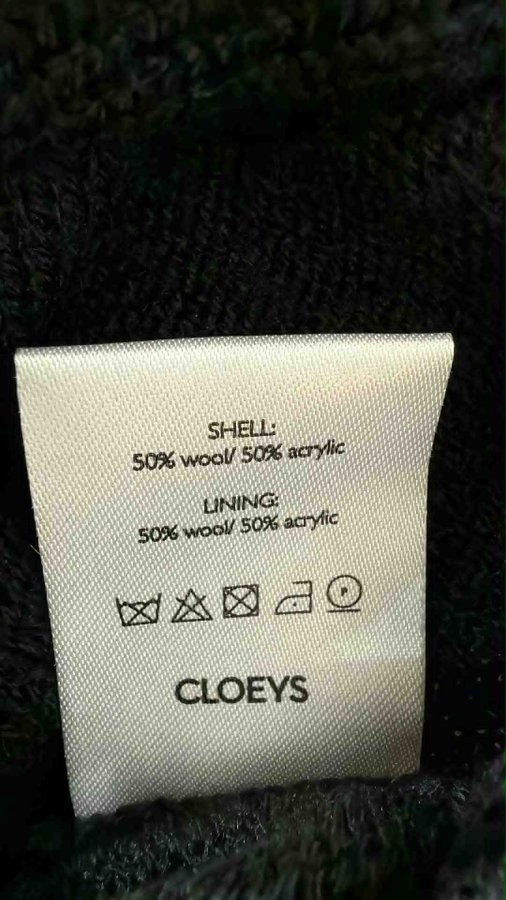 SHELL:
50% wool/ 50% acrylic
LINING:
50% wool/ 50% acrylic
P
CLOEYS